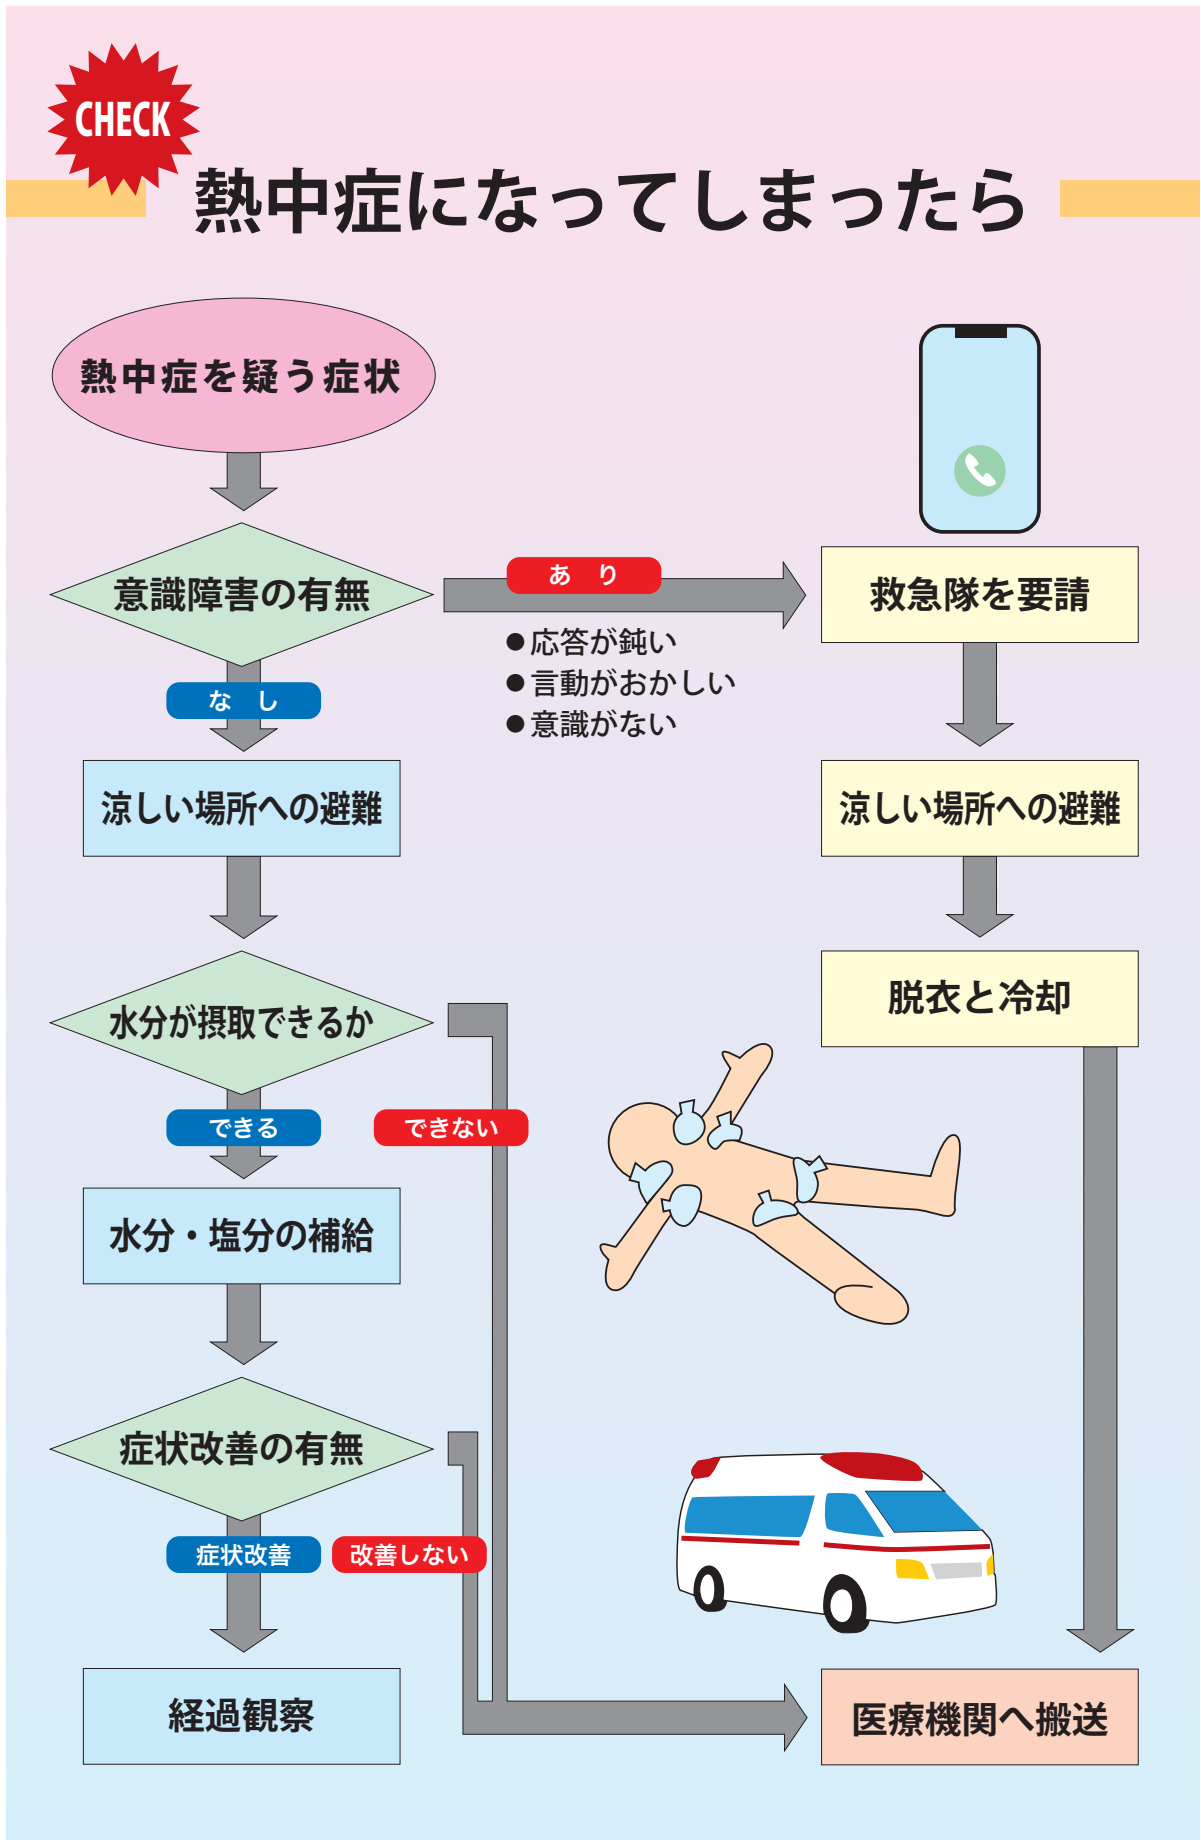 CHECK
熱中症になってしまったら
熱中症を疑う症状
意識障害の有無
あり
●応答が鈍い
●言動がおかしい
●意識がない
救急隊を要請
涼しい場所への避難
脱衣と冷却
なし
涼しい場所への避難
水分が摂取できるか
できる
できない
水分・塩分の補給
症状改善の有無
症状改善
改善しない
経過観察
医療機関へ搬送